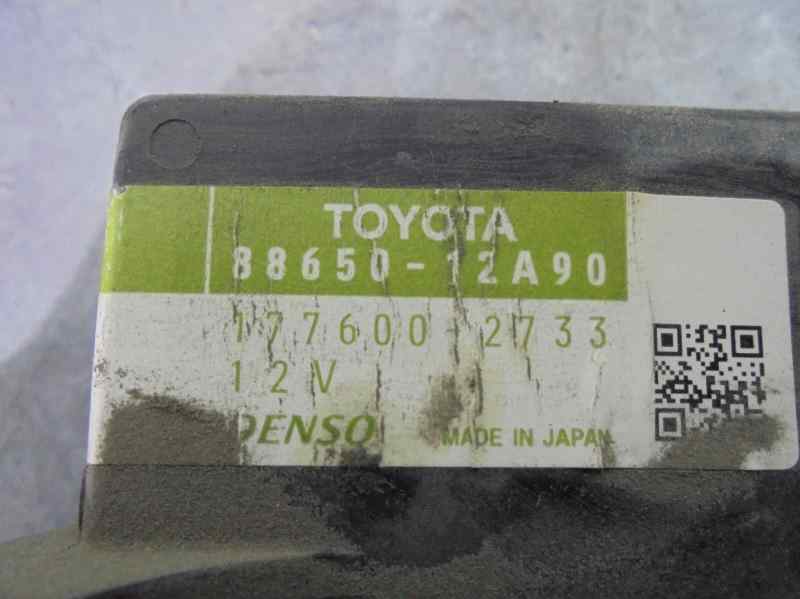 TOYOTA
88650-12A90
177600-2733
12V
DENSO MADE IN JAPAN